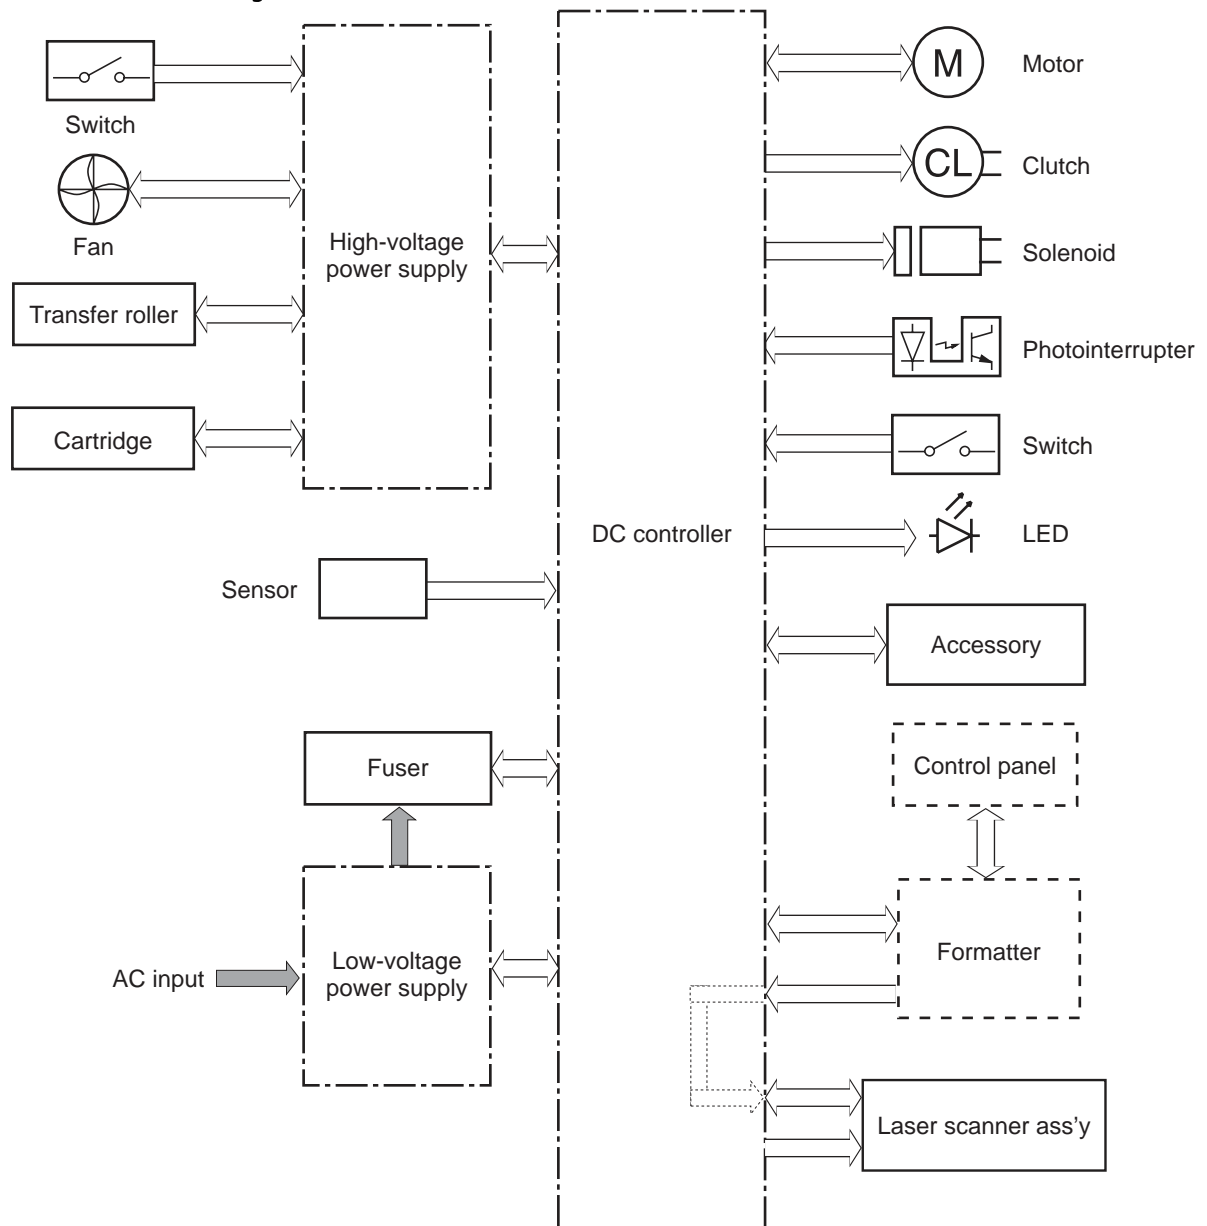 Switch
Fan
Transfer roller
Cartridge
High-voltage
power supply
Sensor
Fuser
AC input
Low-voltage
power supply
DC controller
M
Motor
CL
Clutch
Solenoid
Photointerrupter
Switch
LED
Accessory
Control panel
Formatter
Laser scanner ass'y